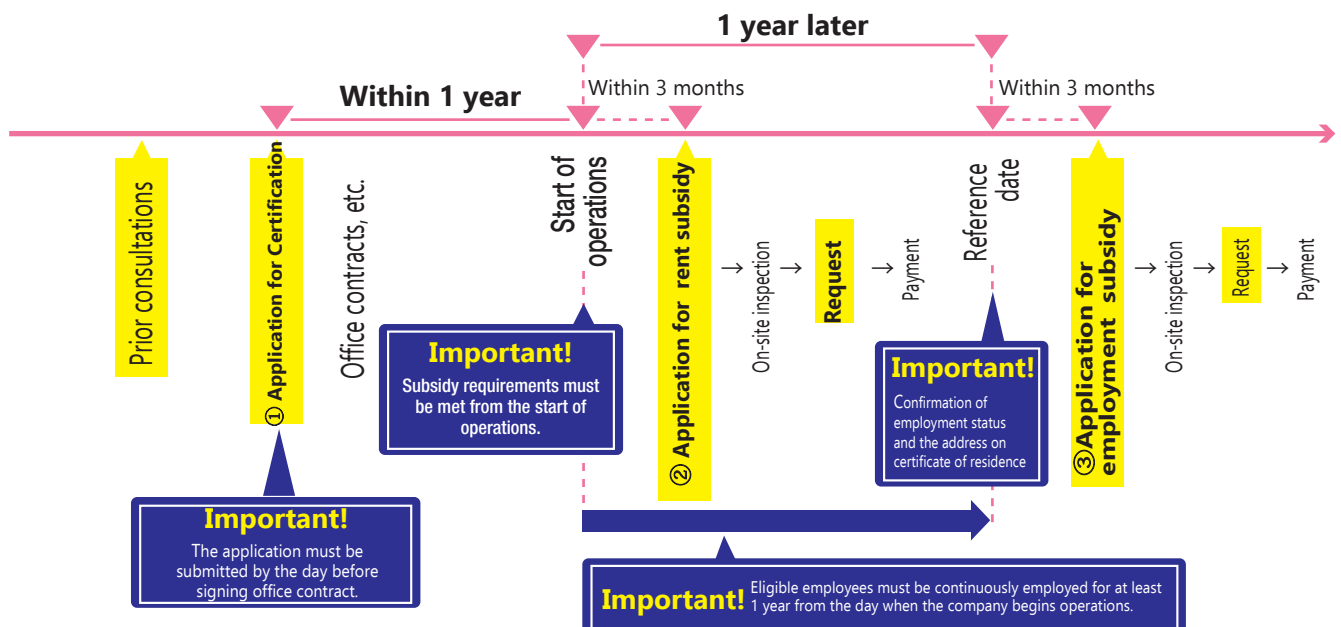 1 year later
Within 1 year
Within 3 months
Within 3 months
Prior consultations
① Application for Certification
Office contracts, etc.
Start of
operations
② Application for rent subsidy
→ On-site inspection
→ Request
→ Payment
Reference
date
③Application for
employment subsidy
→ On-site inspection
→ Request
→ Payment
Important!
Subsidy requirements must
be met from the start of
operations.
Important!
Confirmation of
employment status
and the address on
certificate of residence
Important!
The application must be
submitted by the day before
signing office contract.
Important! Eligible employees must be continuously employed for at least
1 year from the day when the company begins operations.